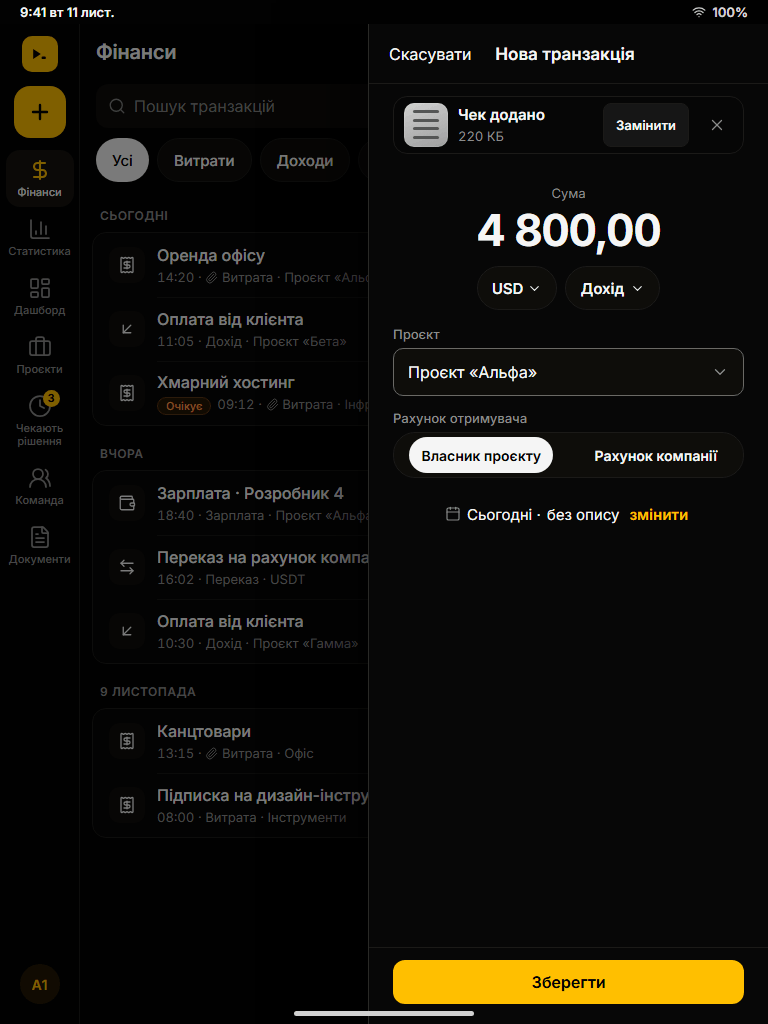 9:41 вт 11 лист.
100%
Фінанси
Пошук транзакцій
Усі
Витрати
Доходи
Фінанси
Статистика
Дашборд
Проєкти
3
Чекають
рішення
Команда
Документи
A1
СЬОГОДНІ
Оренда офісу
14:20 · Витрата · Проєкт «Аль
Оплата від клієнта
11:05 · Дохід · Проєкт «Бета»
Хмарний хостинг
Очікує 09:12 · Витрата · Інфр
ВЧОРА
Зарплата · Розробник 4
18:40 · Зарплата · Проєкт «Альфа
Переказ на рахунок компа
16:02 · Переказ · USDT
Оплата від клієнта
10:30 · Дохід · Проєкт «Гамма»
9 ЛИСТОПАДА
Канцтовари
13:15 · Витрата · Офіс
Підписка на дизайн-інстру
08:00 · Витрата · Інструменти
Скасувати
Нова транзакція
Чек додано
220 КБ
Замінити
Сума
4 800,00
USD
Дохід
Проєкт
Проєкт «Альфа»
Рахунок отримувача
Власник проєкту
Рахунок компанії
Сьогодні · без опису змінити
Зберегти